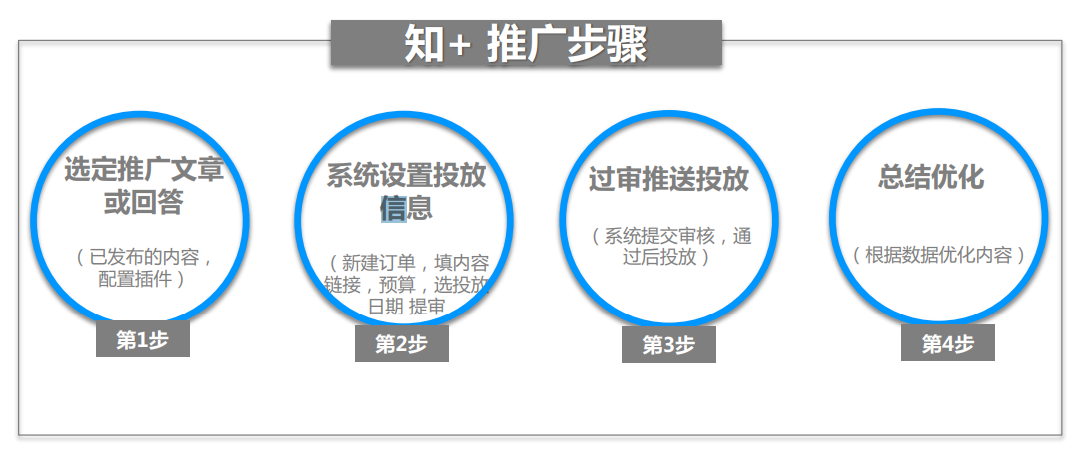 知+ 推广步骤
选定推广文章
或回答
（已发布的内容，
配置插件）
第1步
系统设置投放
信息
（新建订单，填内容
链接，预算，选投放
日期 提审
第2步
过审推送投放
（系统提交审核，通
过后投放）
第3步
总结优化
（根据数据优化内容）
第4步